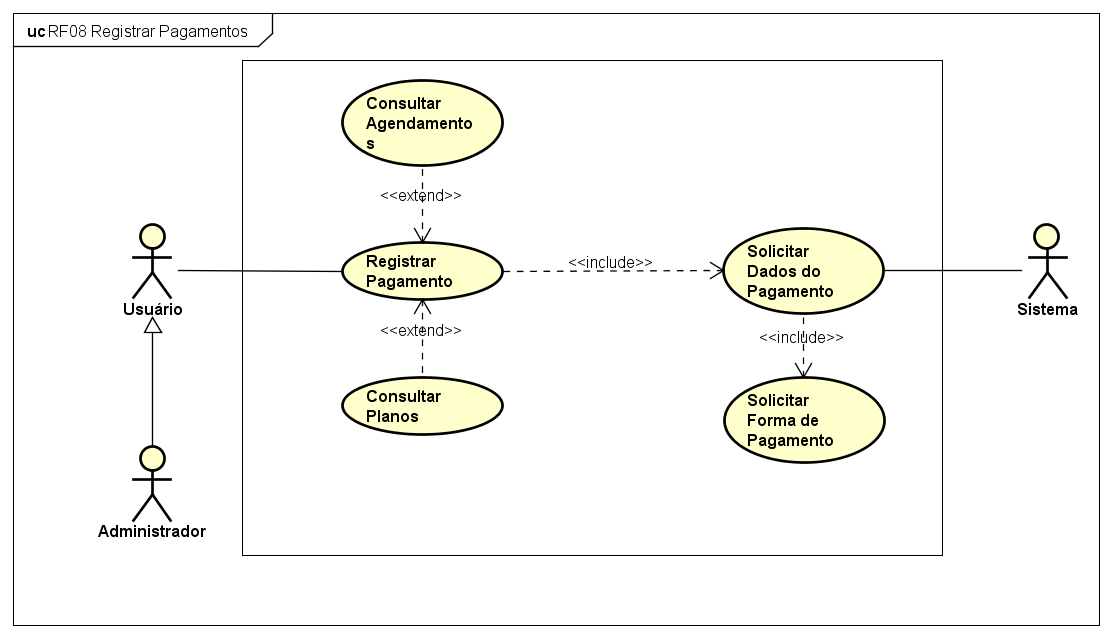 uc RF08 Registrar Pagamentos
Consultar
Agendamento
s
<<extend>>
Registrar
Pagamento
<<include>>
Solicitar
Dados do
Pagamento
Usuário
Sistema
<<extend>>
<<include>>
Consultar
Planos
Solicitar
Forma de
Pagamento
Administrador